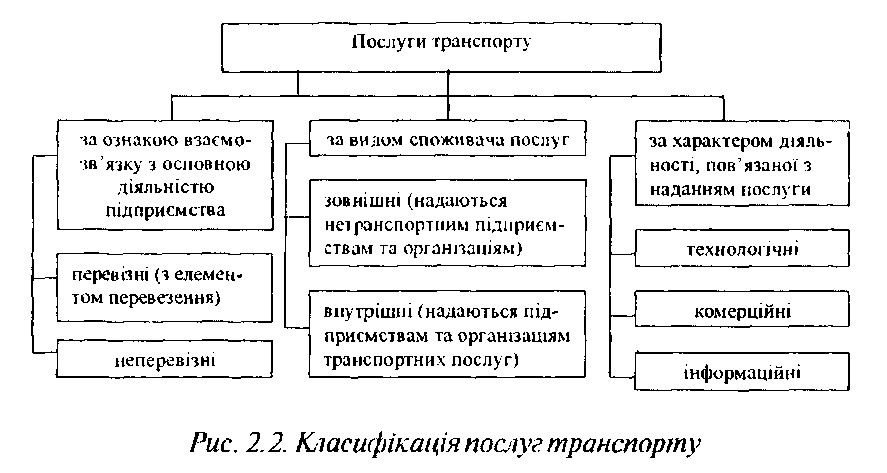 Послуги транспорту
за ознакою взаємо-
зв’язку з основною
діяльністю
підприємства
перевізні (з елемен-
том перевезення)
неперевізні
за видом споживача послуг
зовнішні (надаються
нетранспортним підприєм-
ствам та організаціям)
внутрішні (надаються під-
приємствам та організаціям
транспортних послуг)
за характером діяль-
ності, пов’язаної з
наданням послуги
технологічні
комерційні
інформаційні
Рис. 2.2. Класифікація послуг транспорту